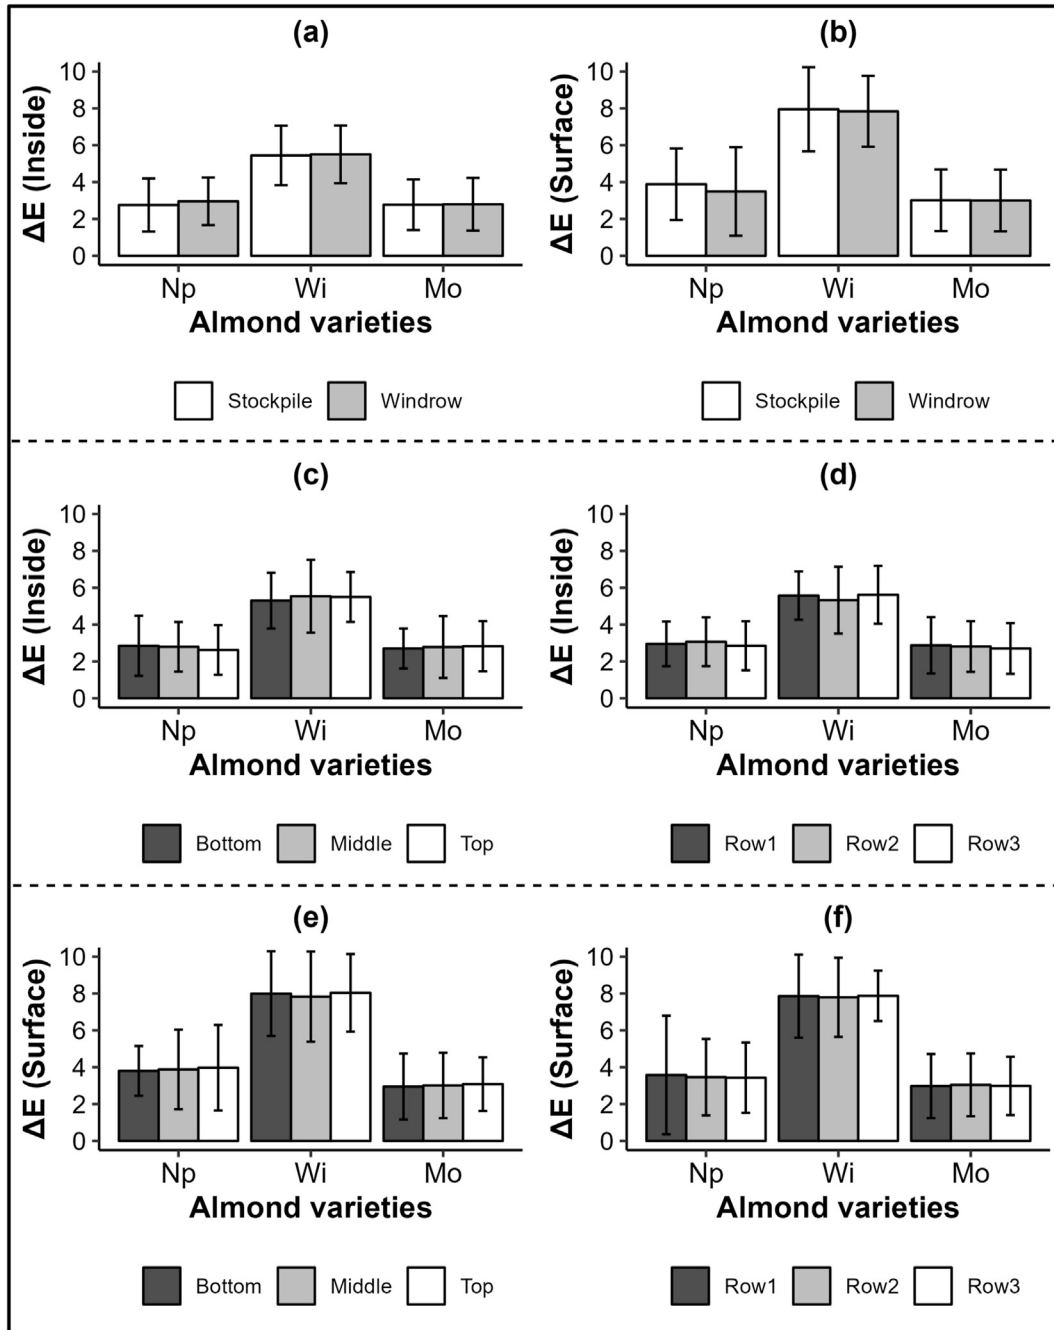 (a)
ΔE (Inside)
10
8
6
4
2
0
Np Wi Mo
Almond varieties
Stockpile Windrow
(b)
ΔE (Surface)
10
8
6
4
2
0
Np Wi Mo
Almond varieties
Stockpile Windrow
(c)
ΔE (Inside)
10
8
6
4
2
0
Np Wi Mo
Almond varieties
Bottom Middle Top
(d)
ΔE (Inside)
10
8
6
4
2
0
Np Wi Mo
Almond varieties
Row1 Row2 Row3
(e)
ΔE (Surface)
10
8
6
4
2
0
Np Wi Mo
Almond varieties
Bottom Middle Top
(f)
ΔE (Surface)
10
8
6
4
2
0
Np Wi Mo
Almond varieties
Row1 Row2 Row3